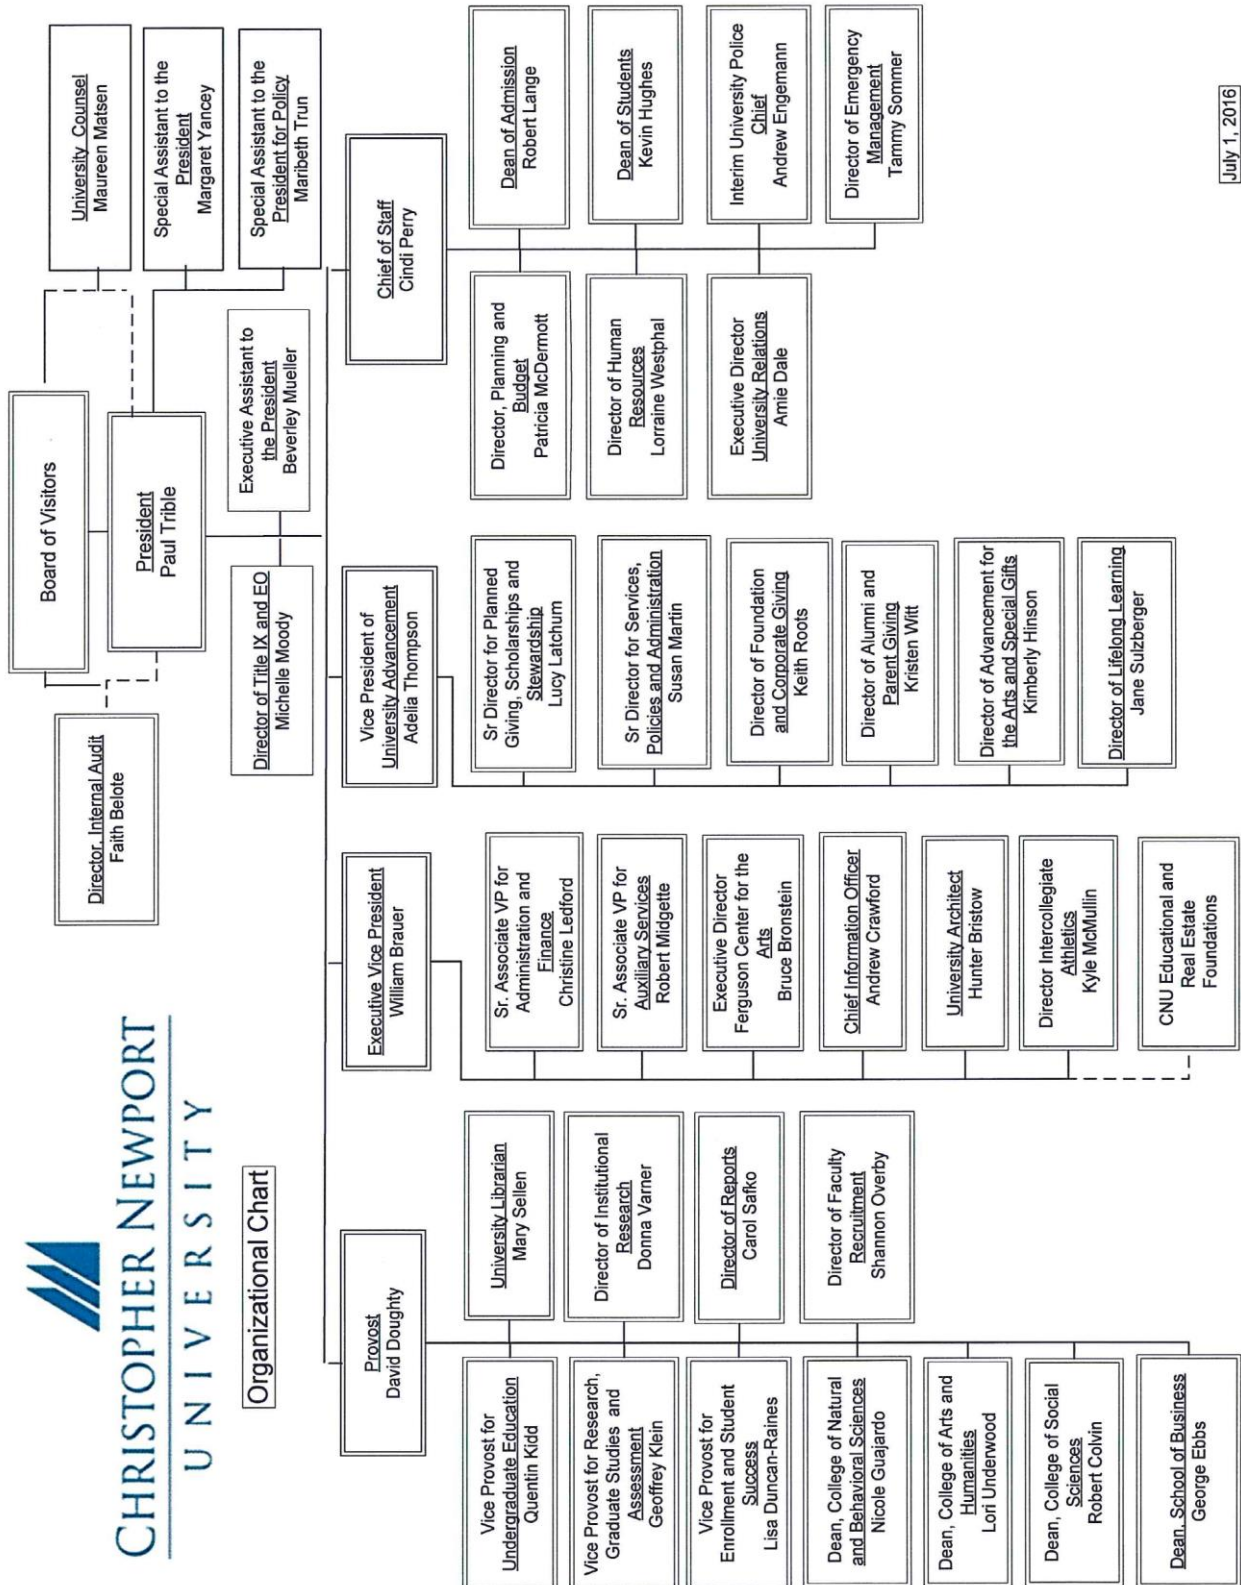 CHRISTOPHER NEWPORT
UNIVERSITY
Organizational Chart
Board of Visitors
Director, Internal Audit
Faith Belote
President
Paul Trible
University Counsel
Maureen Matsen
Special Assistant to the
President
Margaret Yancey
Special Assistant to the
President for Policy
Maribeth Trun
Director of Title IX and EO
Michelle Moody
Executive Assistant to
the President
Beverley Mueller
Provost
David Doughty
Executive Vice President
William Brauer
Vice President of
University Advancement
Adelia Thompson
Chief of Staff
Cindi Perry
Vice Provost for
Undergraduate Education
Quentin Kidd
Vice Provost for Research,
Graduate Studies and
Assessment
Geoffrey Klein
Vice Provost for
Enrollment and Student
Success
Lisa Duncan-Raines
Dean, College of Natural
and Behavioral Sciences
Nicole Guajardo
Dean, College of Arts and
Humanities
Lori Underwood
Dean, College of Social
Sciences
Robert Colvin
Dean, School of Business
George Ebbs
University Librarian
Mary Sellen
Director of Institutional
Research
Donna Varner
Director of Reports
Carol Safko
Director of Faculty
Recruitment
Shannon Overby
Sr. Associate VP for
Administration and
Finance
Christine Ledford
Sr. Associate VP for
Auxiliary Services
Robert Midgette
Executive Director
Ferguson Center for the
Arts
Bruce Bronstein
Chief Information Officer
Andrew Crawford
University Architect
Hunter Bristow
Director Intercollegiate
Athletics
Kyle McMullin
CNU Educational and
Real Estate
Foundations
Sr Director for Planned
Giving, Scholarships and
Stewardship
Lucy Latchum
Sr Director for Services,
Policies and Administration
Susan Martin
Director of Foundation
and Corporate Giving
Keith Roots
Director of Alumni and
Parent Giving
Kristen Witt
Director of Advancement for
the Arts and Special Gifts
Kimberly Hinson
Director of Lifelong Learning
Jane Sulzberger
Director, Planning and
Budget
Patricia McDermott
Director of Human
Resources
Lorraine Westphal
Executive Director
University Relations
Amie Dale
Dean of Admission
Robert Lange
Dean of Students
Kevin Hughes
Interim University Police
Chief
Andrew Engemann
Director of Emergency
Management
Tammy Sommer
July 1, 2016